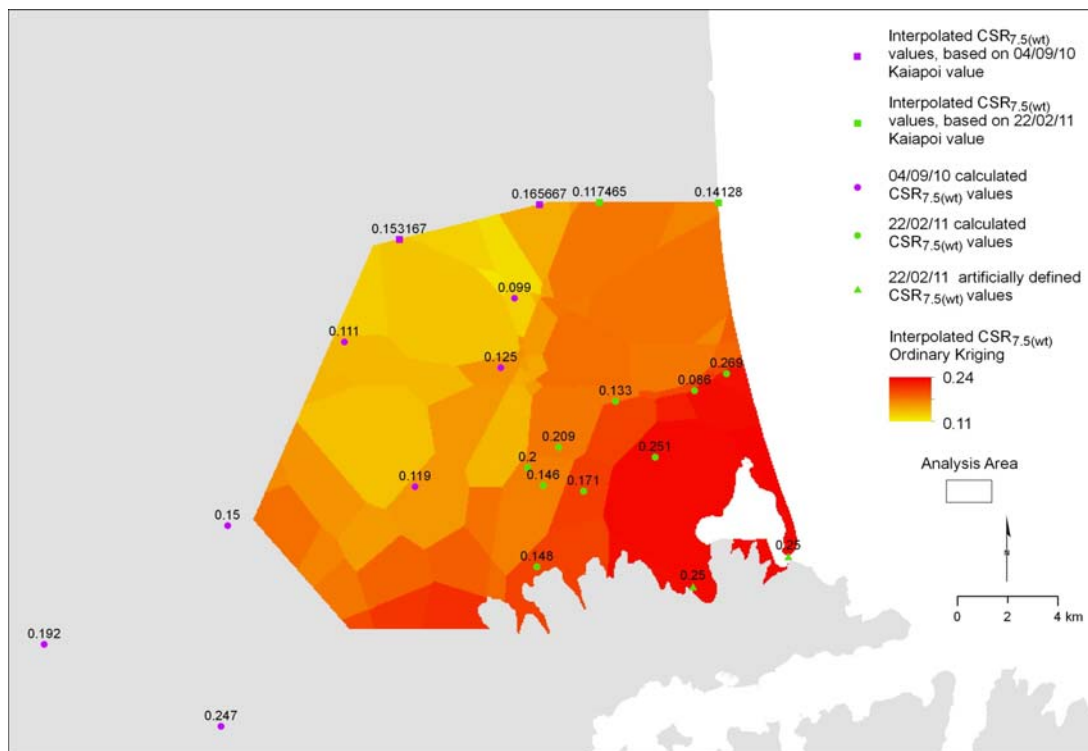 Interpolated CSR7.5(wt)
values, based on 04/09/10
Kaiapoi value
Interpolated CSR7.5(wt)
values, based on 22/02/11
Kaiapoi value
04/09/10 calculated
CSR7.5(wt) values
22/02/11 calculated
CSR7.5(wt) values
22/02/11 artificially defined
CSR7.5(wt) values
Interpolated CSR7.5(wt)
Ordinary Kriging
0.24
0.11
Analysis Area
N
0 2 4 km
0.165667
0.117465
0.14128
0.153167
0.099
0.111
0.125
0.269
0.086
0.133
0.209
0.251
0.2
0.146
0.119
0.171
0.15
0.148
0.25
0.25
0.192
0.247